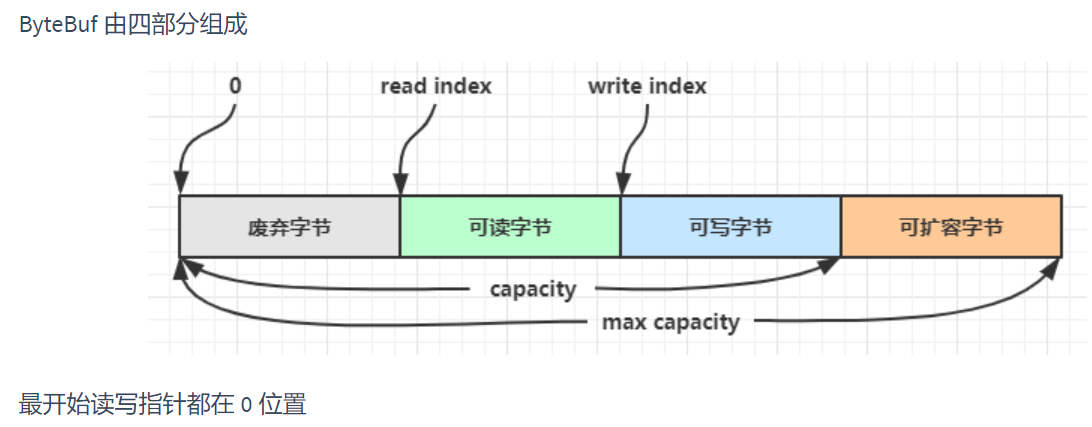 ByteBuf 由四部分组成
0 read index write index
废弃字节 可读字节 可写字节 可扩容字节
capacity
max capacity
最开始读写指针都在 0 位置